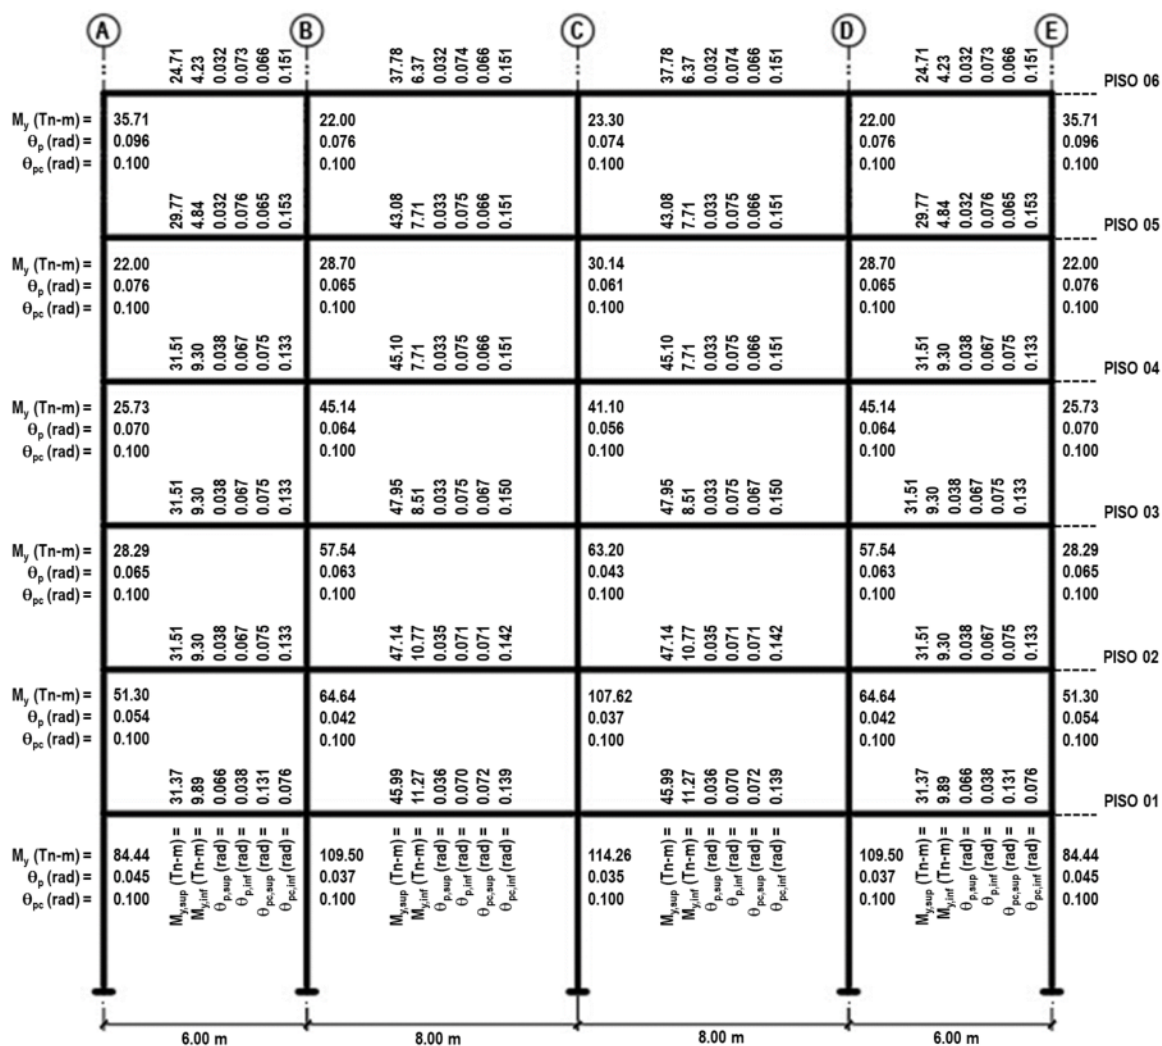 A B C D E
24.71 4.23 0.032 0.073 0.066 0.151 37.78 6.37 0.032 0.074 0.066 0.151 37.78 6.37 0.032 0.074 0.066 0.151 24.71 4.23 0.032 0.073 0.066 0.151
PISO 06
My (Tn-m) = 35.71 22.00 23.30 22.00 35.71
θp (rad) = 0.096 0.076 0.074 0.076 0.096
θpc (rad) = 0.100 0.100 0.100 0.100 0.100
29.77 4.84 0.032 0.076 0.065 0.153 43.08 7.71 0.033 0.075 0.066 0.151 43.08 7.71 0.033 0.075 0.066 0.151 29.77 4.84 0.032 0.076 0.065 0.153
PISO 05
My (Tn-m) = 22.00 28.70 30.14 28.70 22.00
θp (rad) = 0.076 0.065 0.061 0.065 0.076
θpc (rad) = 0.100 0.100 0.100 0.100 0.100
31.51 9.30 0.038 0.067 0.075 0.133 45.10 7.71 0.033 0.075 0.066 0.151 45.10 7.71 0.033 0.075 0.066 0.151 31.51 9.30 0.038 0.067 0.075 0.133
PISO 04
My (Tn-m) = 25.73 45.14 41.10 45.14 25.73
θp (rad) = 0.070 0.064 0.056 0.064 0.070
θpc (rad) = 0.100 0.100 0.100 0.100 0.100
31.51 9.30 0.038 0.067 0.075 0.133 47.95 8.51 0.033 0.075 0.067 0.150 47.95 8.51 0.033 0.075 0.067 0.150 31.51 9.30 0.038 0.067 0.075 0.133
PISO 03
My (Tn-m) = 28.29 57.54 63.20 57.54 28.29
θp (rad) = 0.065 0.063 0.043 0.063 0.065
θpc (rad) = 0.100 0.100 0.100 0.100 0.100
31.51 9.30 0.038 0.067 0.075 0.133 47.14 10.77 0.035 0.071 0.071 0.142 47.14 10.77 0.035 0.071 0.071 0.142 31.51 9.30 0.038 0.067 0.075 0.133
PISO 02
My (Tn-m) = 51.30 64.64 107.62 64.64 51.30
θp (rad) = 0.054 0.042 0.037 0.042 0.054
θpc (rad) = 0.100 0.100 0.100 0.100 0.100
31.37 9.89 0.066 0.038 0.131 0.076 45.99 11.27 0.036 0.070 0.072 0.139 45.99 11.27 0.036 0.070 0.072 0.139 31.37 9.89 0.066 0.038 0.131 0.076
PISO 01
My (Tn-m) = 84.44 109.50 114.26 109.50 84.44
θp (rad) = 0.045 0.037 0.035 0.037 0.045
θpc (rad) = 0.100 0.100 0.100 0.100 0.100
My,sup (Tn-m) = My,inf (Tn-m) = θp,sup (rad) = θp,inf (rad) = θpc,sup (rad) = θpc,inf (rad) =
My,sup (Tn-m) = My,inf (Tn-m) = θp,sup (rad) = θp,inf (rad) = θpc,sup (rad) = θpc,inf (rad) =
My,sup (Tn-m) = My,inf (Tn-m) = θp,sup (rad) = θp,inf (rad) = θpc,sup (rad) = θpc,inf (rad) =
My,sup (Tn-m) = My,inf (Tn-m) = θp,sup (rad) = θp,inf (rad) = θpc,sup (rad) = θpc,inf (rad) =
6.00 m 8.00 m 8.00 m 6.00 m